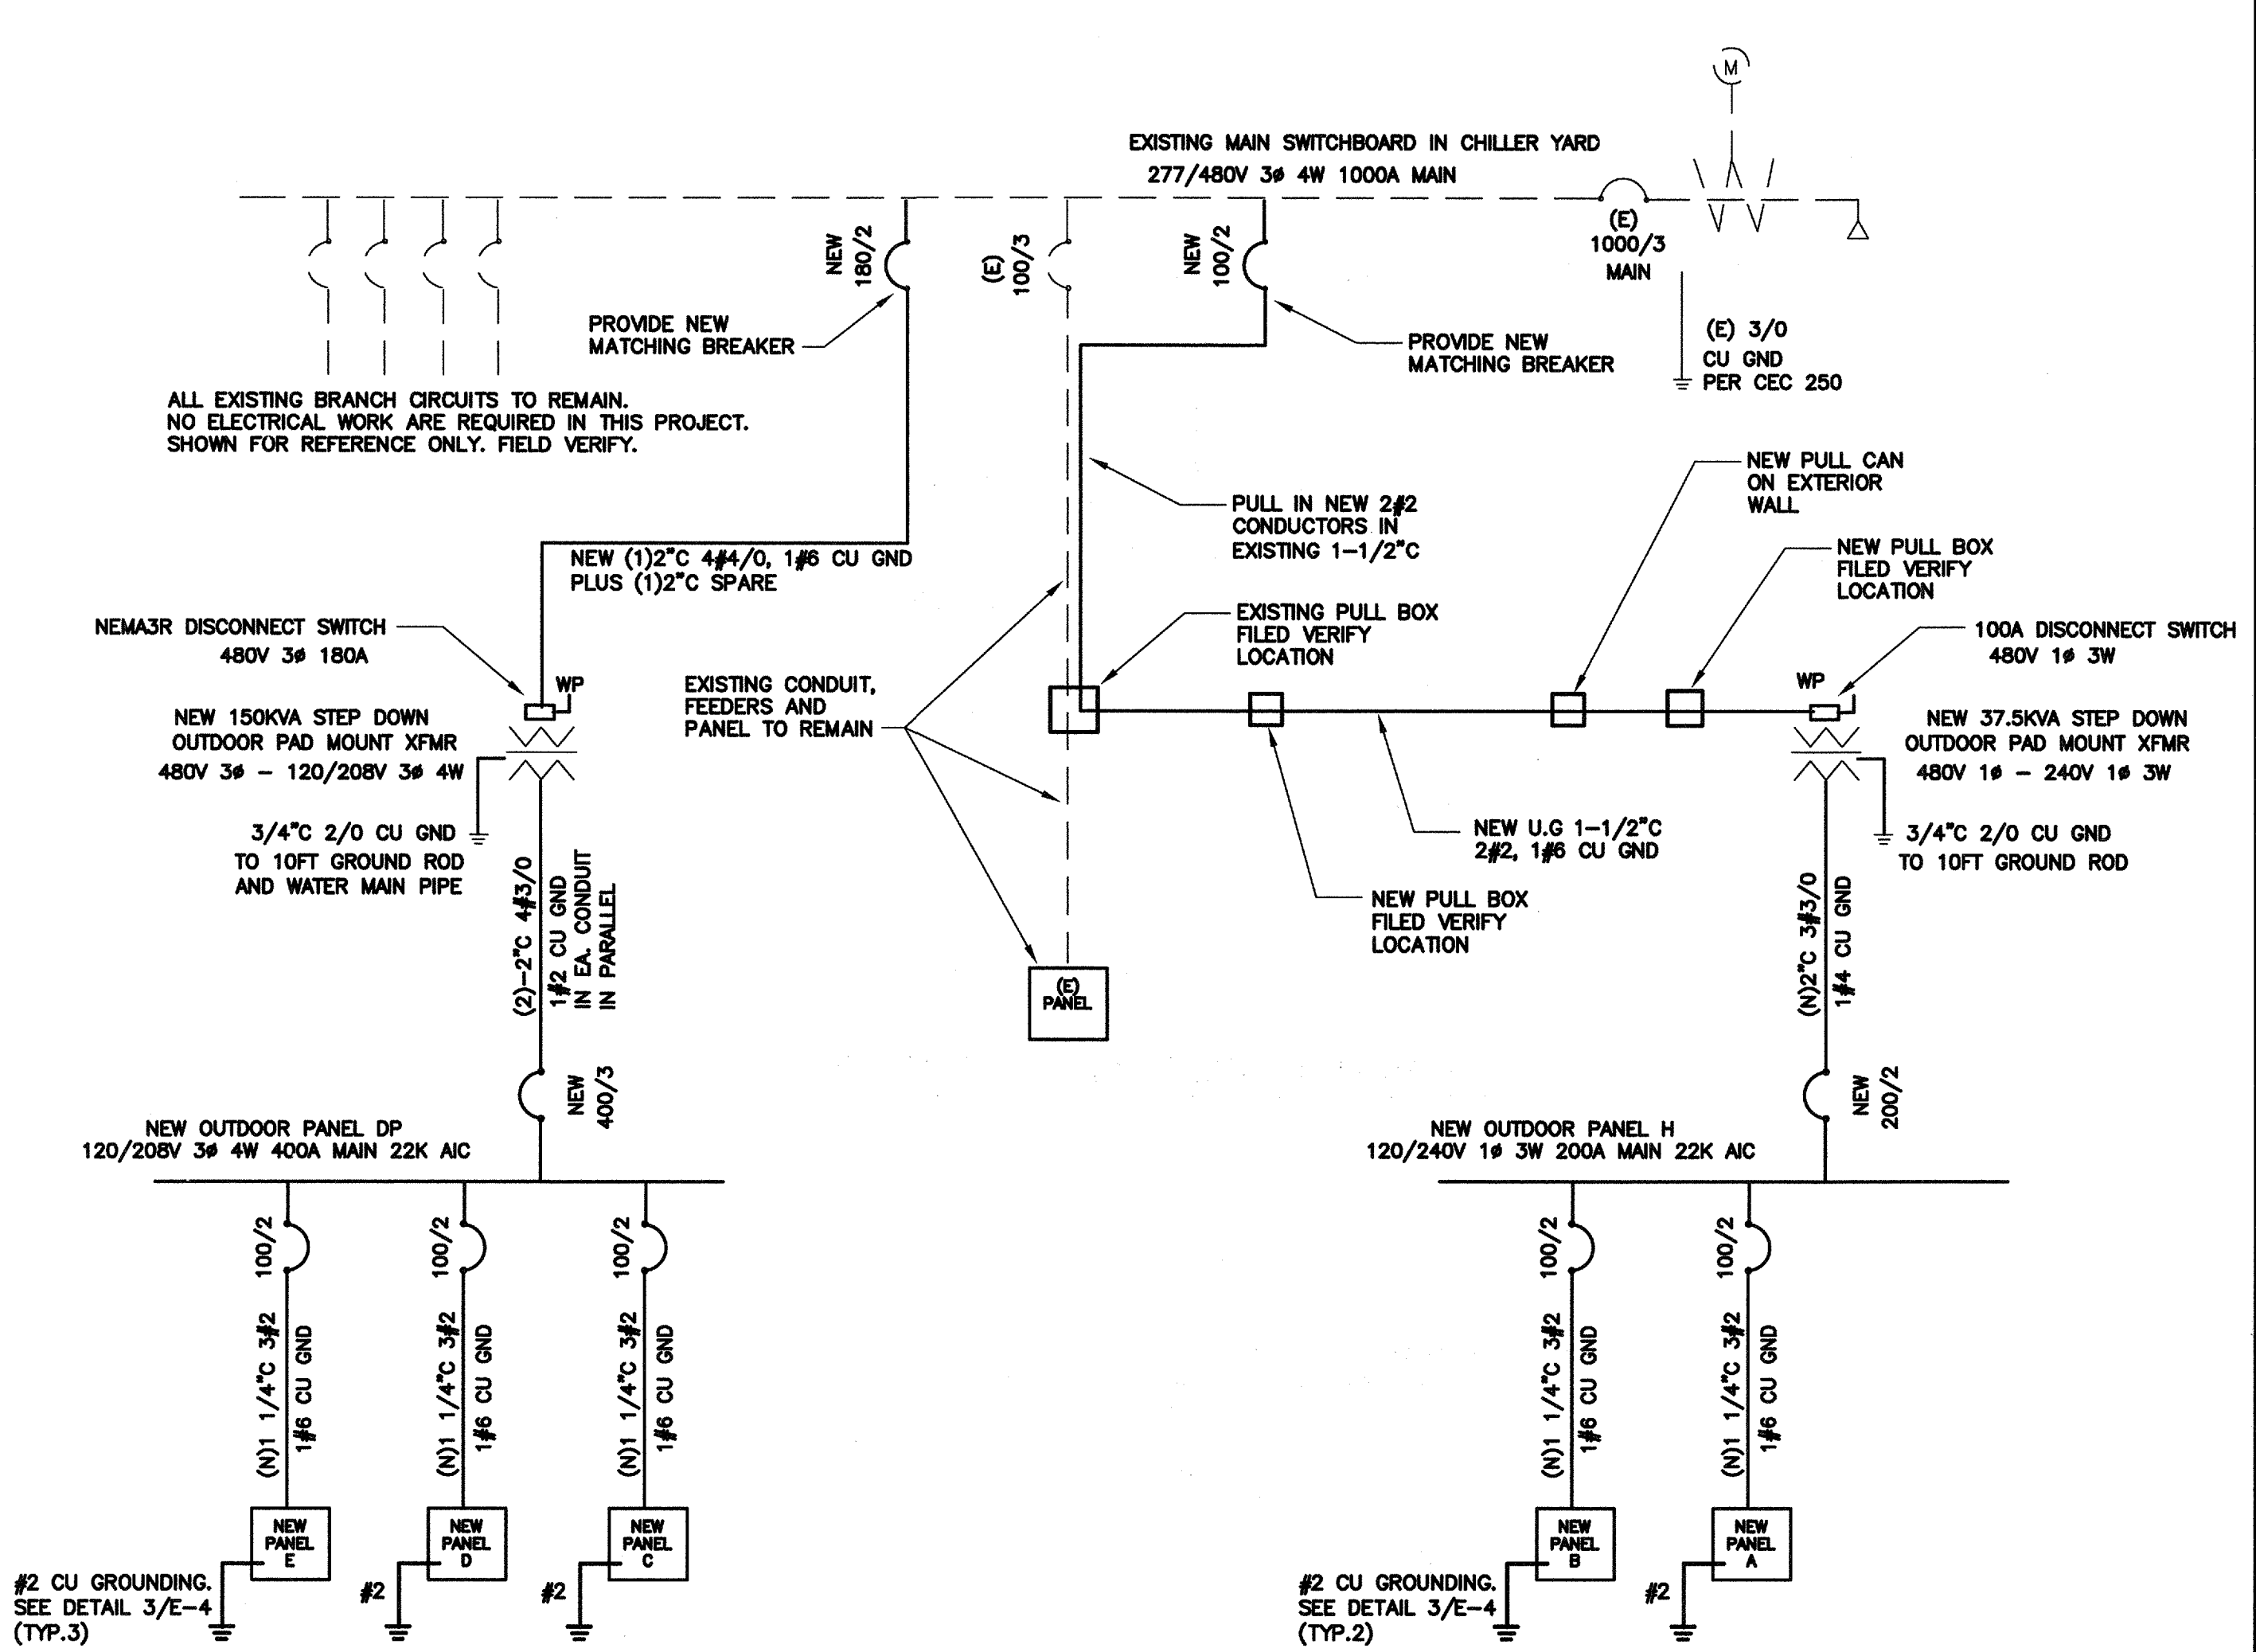 M
EXISTING MAIN SWITCHBOARD IN CHILLER YARD
277/480V 3ø 4W 1000A MAIN
NEW
180/2
(E)
100/3
NEW
100/2
(E)
1000/3
MAIN
PROVIDE NEW
MATCHING BREAKER
PROVIDE NEW
MATCHING BREAKER
(E) 3/0
CU GND
PER CEC 250
ALL EXISTING BRANCH CIRCUITS TO REMAIN.
NO ELECTRICAL WORK ARE REQUIRED IN THIS PROJECT.
SHOWN FOR REFERENCE ONLY. FIELD VERIFY.
NEW PULL CAN
ON EXTERIOR
WALL
PULL IN NEW 2#2
CONDUCTORS IN
EXISTING 1-1/2"C
NEW (1)2"C 4#4/0, 1#6 CU GND
PLUS (1)2"C SPARE
NEW PULL BOX
FILED VERIFY
LOCATION
EXISTING PULL BOX
FILED VERIFY
LOCATION
NEMA3R DISCONNECT SWITCH
480V 3ø 180A
WP
100A DISCONNECT SWITCH
480V 1ø 3W
WP
EXISTING CONDUIT,
FEEDERS AND
PANEL TO REMAIN
NEW 150KVA STEP DOWN
OUTDOOR PAD MOUNT XFMR
480V 3ø - 120/208V 3ø 4W
NEW 37.5KVA STEP DOWN
OUTDOOR PAD MOUNT XFMR
480V 1ø - 240V 1ø 3W
3/4"C 2/0 CU GND
TO 10FT GROUND ROD
AND WATER MAIN PIPE
(2)-2"C 4#3/0
1#2 CU GND
IN EA. CONDUIT
IN PARALLEL
NEW U.G 1-1/2"C
2#2, 1#6 CU GND
3/4"C 2/0 CU GND
TO 10FT GROUND ROD
NEW PULL BOX
FILED VERIFY
LOCATION
(N)2"C 3#3/0
1#4 CU GND
(E)
PANEL
NEW
400/3
NEW
200/2
NEW OUTDOOR PANEL DP
120/208V 3ø 4W 400A MAIN 22K AIC
NEW OUTDOOR PANEL H
120/240V 1ø 3W 200A MAIN 22K AIC
100/2
100/2
100/2
100/2
100/2
(N)1 1/4"C 3#2
1#6 CU GND
(N)1 1/4"C 3#2
1#6 CU GND
(N)1 1/4"C 3#2
1#6 CU GND
(N)1 1/4"C 3#2
1#6 CU GND
(N)1 1/4"C 3#2
1#6 CU GND
NEW
PANEL
E
NEW
PANEL
D
NEW
PANEL
C
NEW
PANEL
B
NEW
PANEL
A
#2 CU GROUNDING.
SEE DETAIL 3/E-4
(TYP.3)
#2
#2
#2 CU GROUNDING.
SEE DETAIL 3/E-4
(TYP.2)
#2